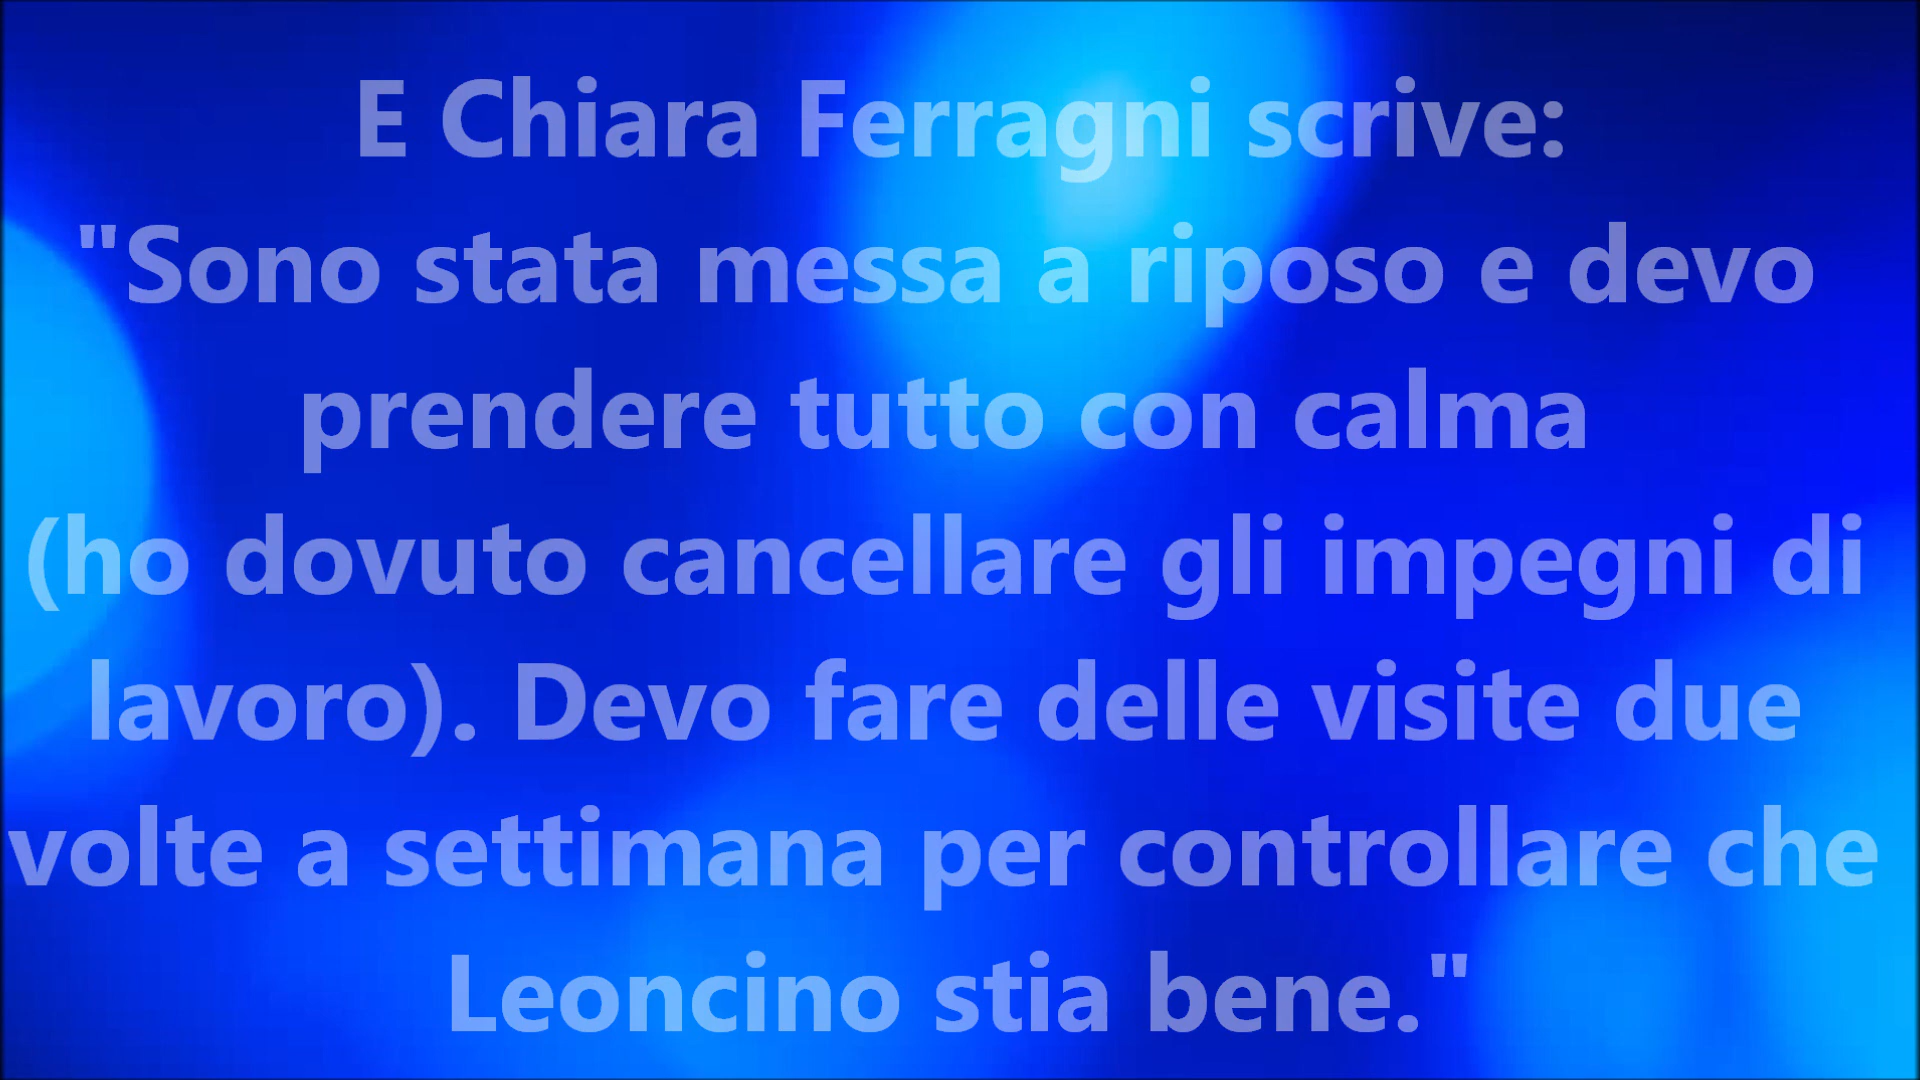 E Chiara Ferragni scrive:
"Sono stata messa a riposo e devo
prendere tutto con calma
(ho dovuto cancellare gli impegni di
lavoro). Devo fare delle visite due
volte a settimana per controllare che
Leoncino stia bene."